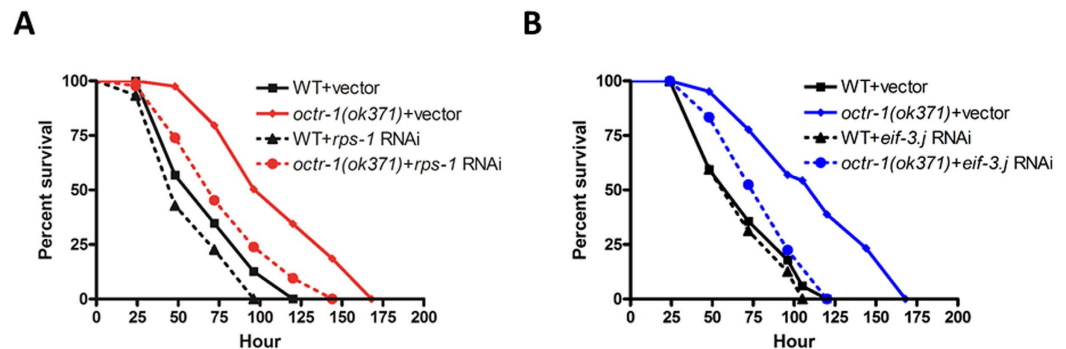 A
100
75
50
25
0
Percent survival
0 25 50 75 100 125 150 175 200
Hour
WT+vector
octr-1(ok371)+vector
WT+rps-1 RNAi
octr-1(ok371)+rps-1 RNAi
B
100
75
50
25
0
Percent survival
0 25 50 75 100 125 150 175 200
Hour
WT+vector
octr-1(ok371)+vector
WT+eif-3.j RNAi
octr-1(ok371)+eif-3.j RNAi